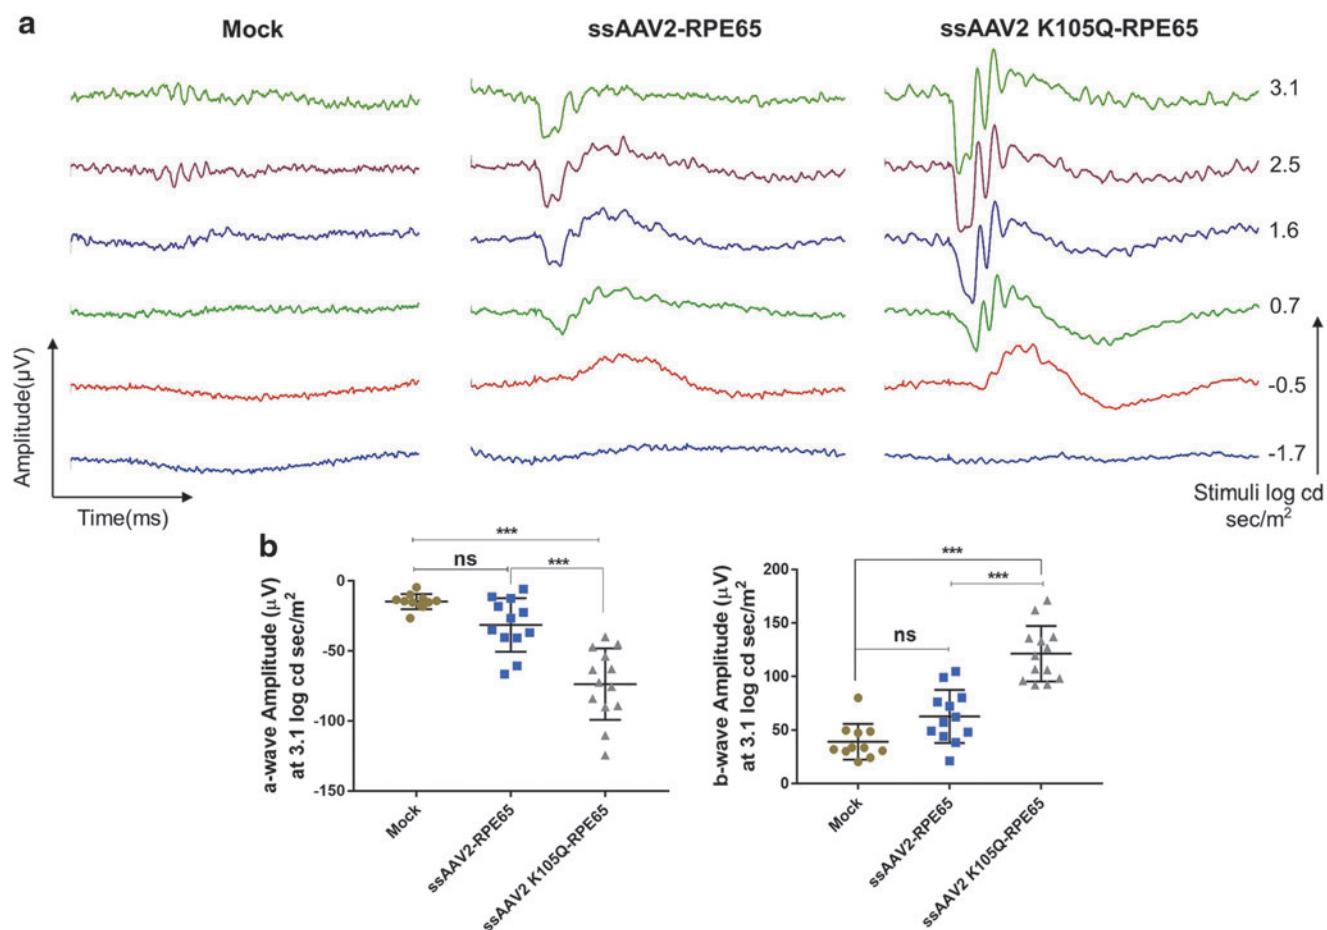 a
Mock ssAAV2-RPE65 ssAAV2 K105Q-RPE65
3.1
2.5
1.6
0.7
-0.5
-1.7
Amplitude(µV)
Time(ms)
Stimuli log cd
sec/m²
b
a-wave Amplitude (µV)
at 3.1 log cd sec/m²
0
-50
-100
-150
***
ns
***
Mock
ssAAV2-RPE65
ssAAV2 K105Q-RPE65
b-wave Amplitude (µV)
at 3.1 log cd sec/m²
200
150
100
50
0
***
***
ns
Mock
ssAAV2-RPE65
ssAAV2 K105Q-RPE65